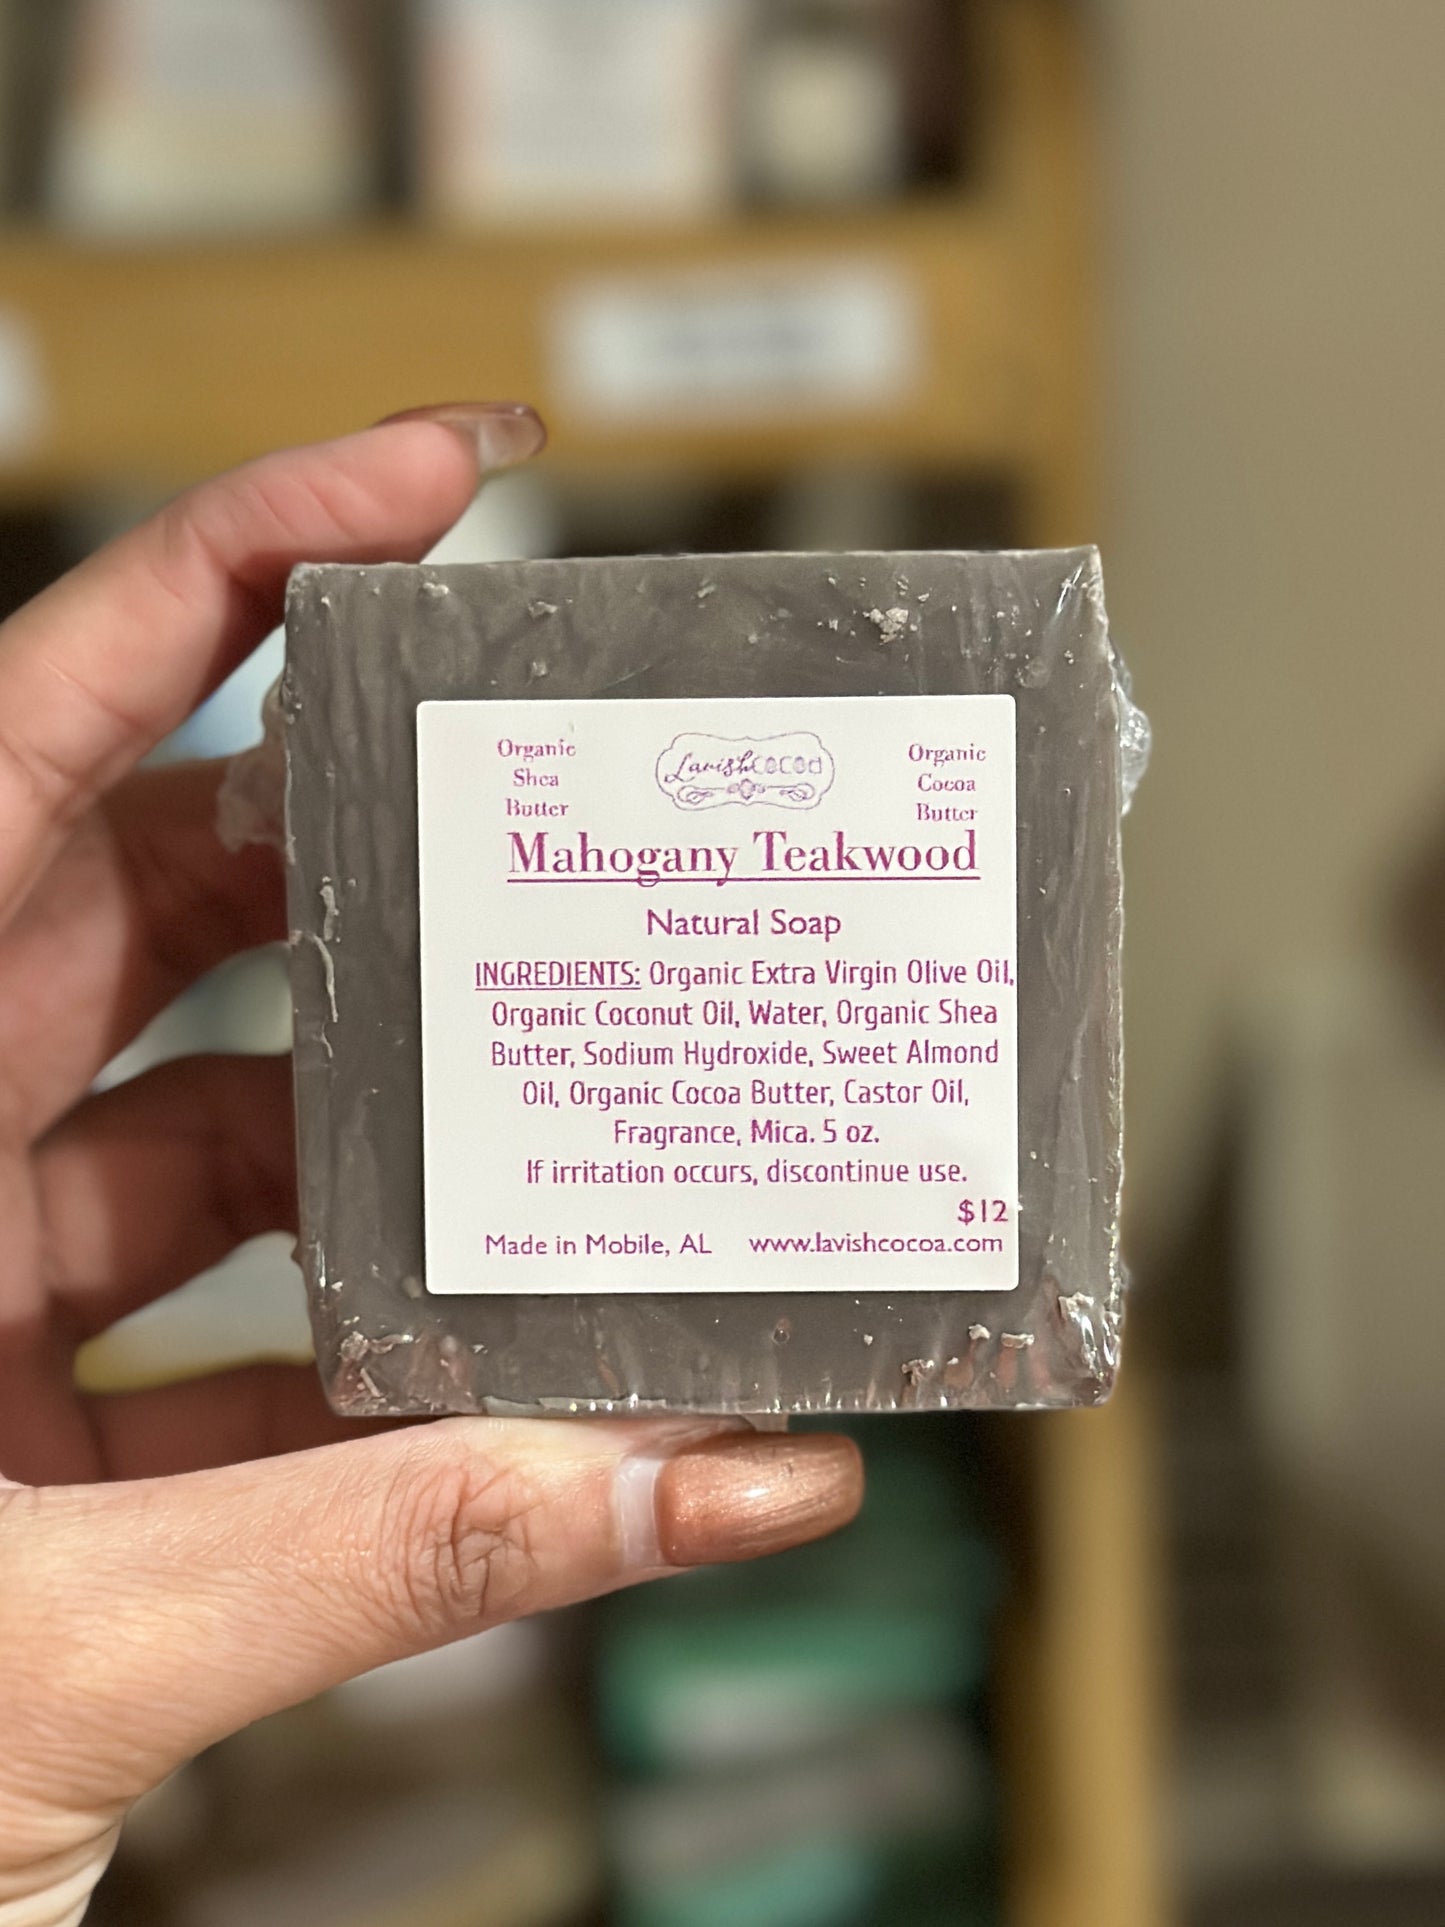 Organic
Shea
Butter
LavishCocoa
Organic
Cocoa
Butter
Mahogany Teakwood
Natural Soap
INGREDIENTS: Organic Extra Virgin Olive Oil,
Organic Coconut Oil, Water, Organic Shea
Butter, Sodium Hydroxide, Sweet Almond
Oil, Organic Cocoa Butter, Castor Oil,
Fragrance, Mica. 5 oz.
If irritation occurs, discontinue use.
$12
Made in Mobile, AL www.lavishcocoa.com